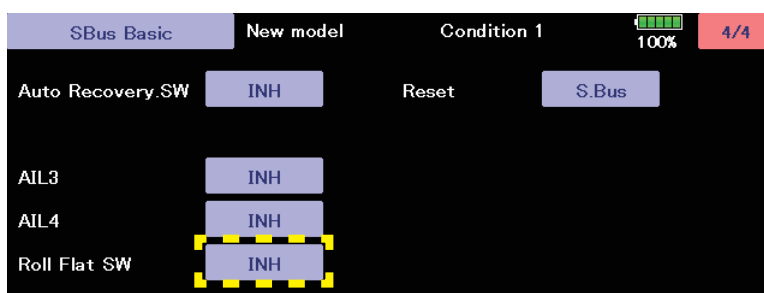 SBus Basic New model Condition 1 100% 4/4
Auto Recovery.SW INH Reset S.Bus
AIL3 INH
AIL4 INH
Roll Flat SW INH